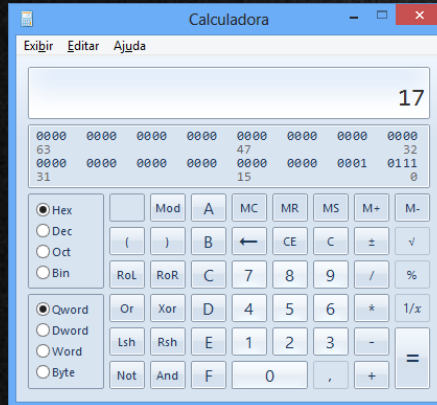 Calculadora
Exibir Editar Ajuda
17
0000 0000 0000 0000 0000 0000 0000 0000
63 47 32
0000 0000 0000 0000 0000 0000 0001 0111
31 15 0
Hex Mod A MC MR MS M+ M-
Dec ( ) B ← CE C ± √
Oct
Bin RoL RoR C 7 8 9 / %
Qword Or Xor D 4 5 6 * 1/x
Dword Lsh Rsh E 1 2 3 - =
Word
Byte Not And F 0 , +